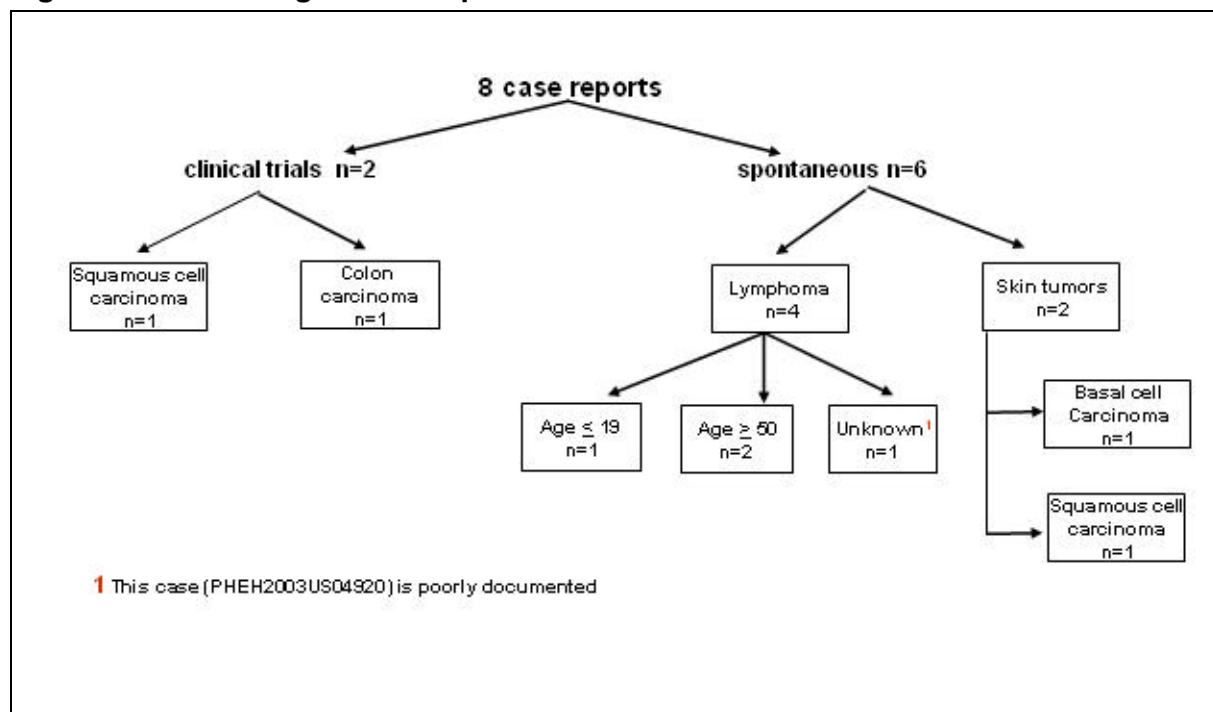 8 case reports
clinical trials n=2
spontaneous n=6
Squamous cell
carcinoma
n=1
Colon
carcinoma
n=1
Lymphoma
n=4
Skin tumors
n=2
Age ≤ 19
n=1
Age ≥ 50
n=2
Unknown¹
n=1
Basal cell
Carcinoma
n=1
Squamous cell
carcinoma
n=1
1 This case (PHEH2003US04920) is poorly documented